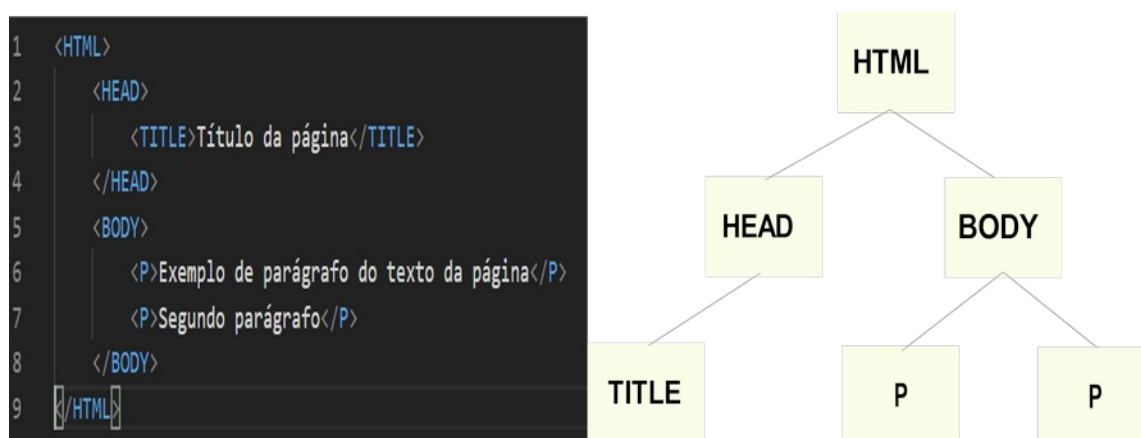 1 <HTML>
2 <HEAD>
3 <TITLE>Título da página</TITLE>
4 </HEAD>
5 <BODY>
6 <P>Exemplo de parágrafo do texto da página</P>
7 <P>Segundo parágrafo</P>
8 </BODY>
9 </HTML>
HTML
HEAD BODY
TITLE P P